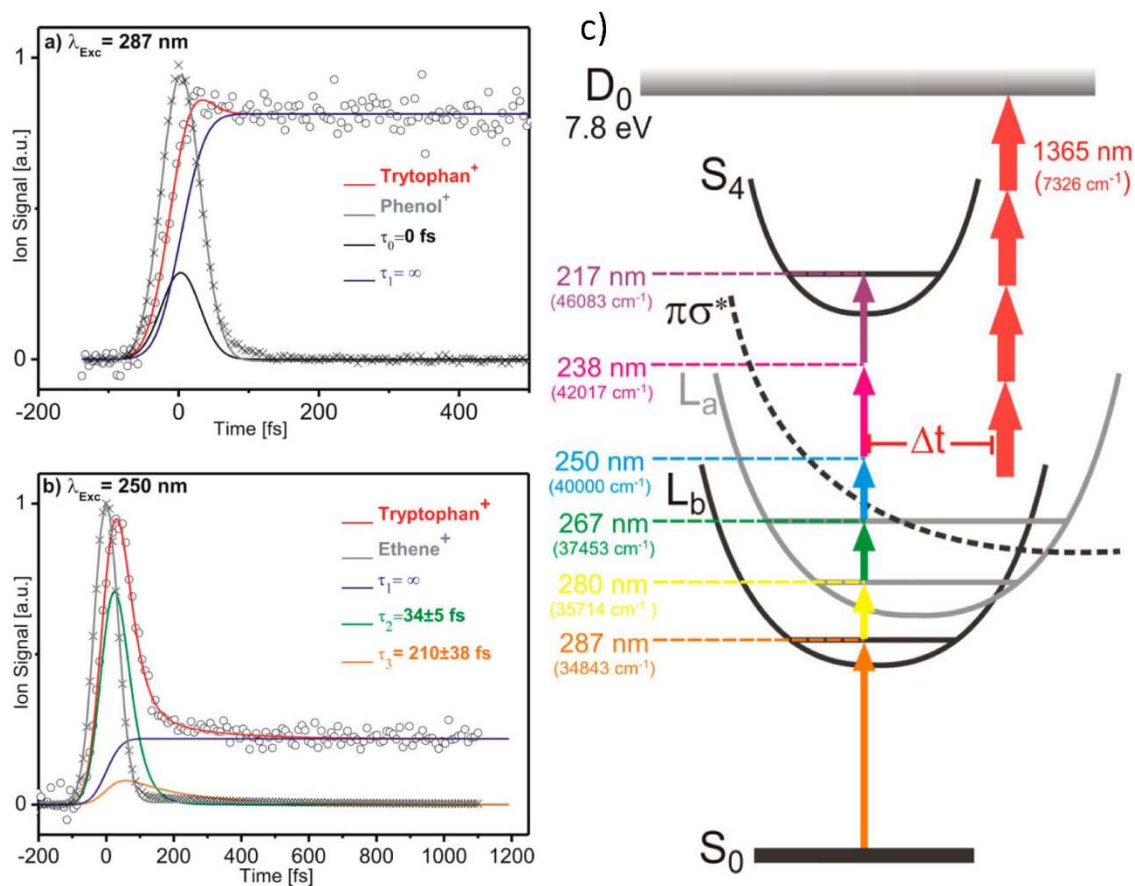 a) λExc = 287 nm
1
0
Ion Signal [a.u.]
Trytophan+
Phenol+
τ0=0 fs
τ1= ∞
-200 0 200 400
Time [fs]
b) λExc = 250 nm
1
0
Ion Signal [a.u.]
Tryptophan+
Ethene+
τ1= ∞
τ2=34±5 fs
τ3= 210±38 fs
-200 0 200 400 600 800 1000 1200
Time [fs]
c)
D0
7.8 eV
1365 nm
(7326 cm-1)
S4
217 nm
(46083 cm-1)
πσ*
238 nm
(42017 cm-1)
La
Δt
250 nm
(40000 cm-1)
Lb
267 nm
(37453 cm-1)
280 nm
(35714 cm-1)
287 nm
(34843 cm-1)
S0